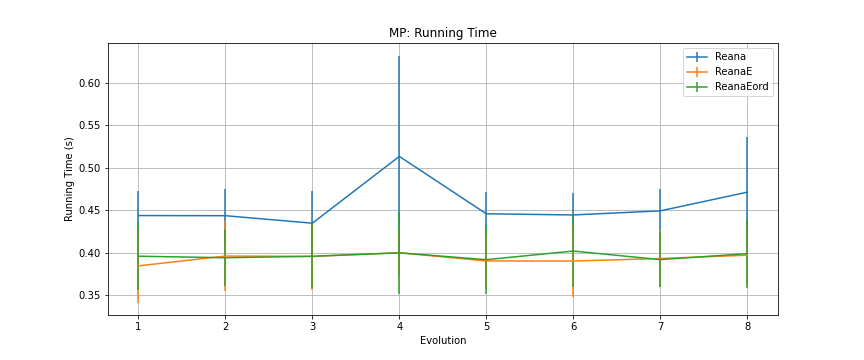 MP: Running Time
Reana
ReanaE
ReanaEord
Running Time (s)
0.60
0.55
0.50
0.45
0.40
0.35
1 2 3 4 5 6 7 8
Evolution